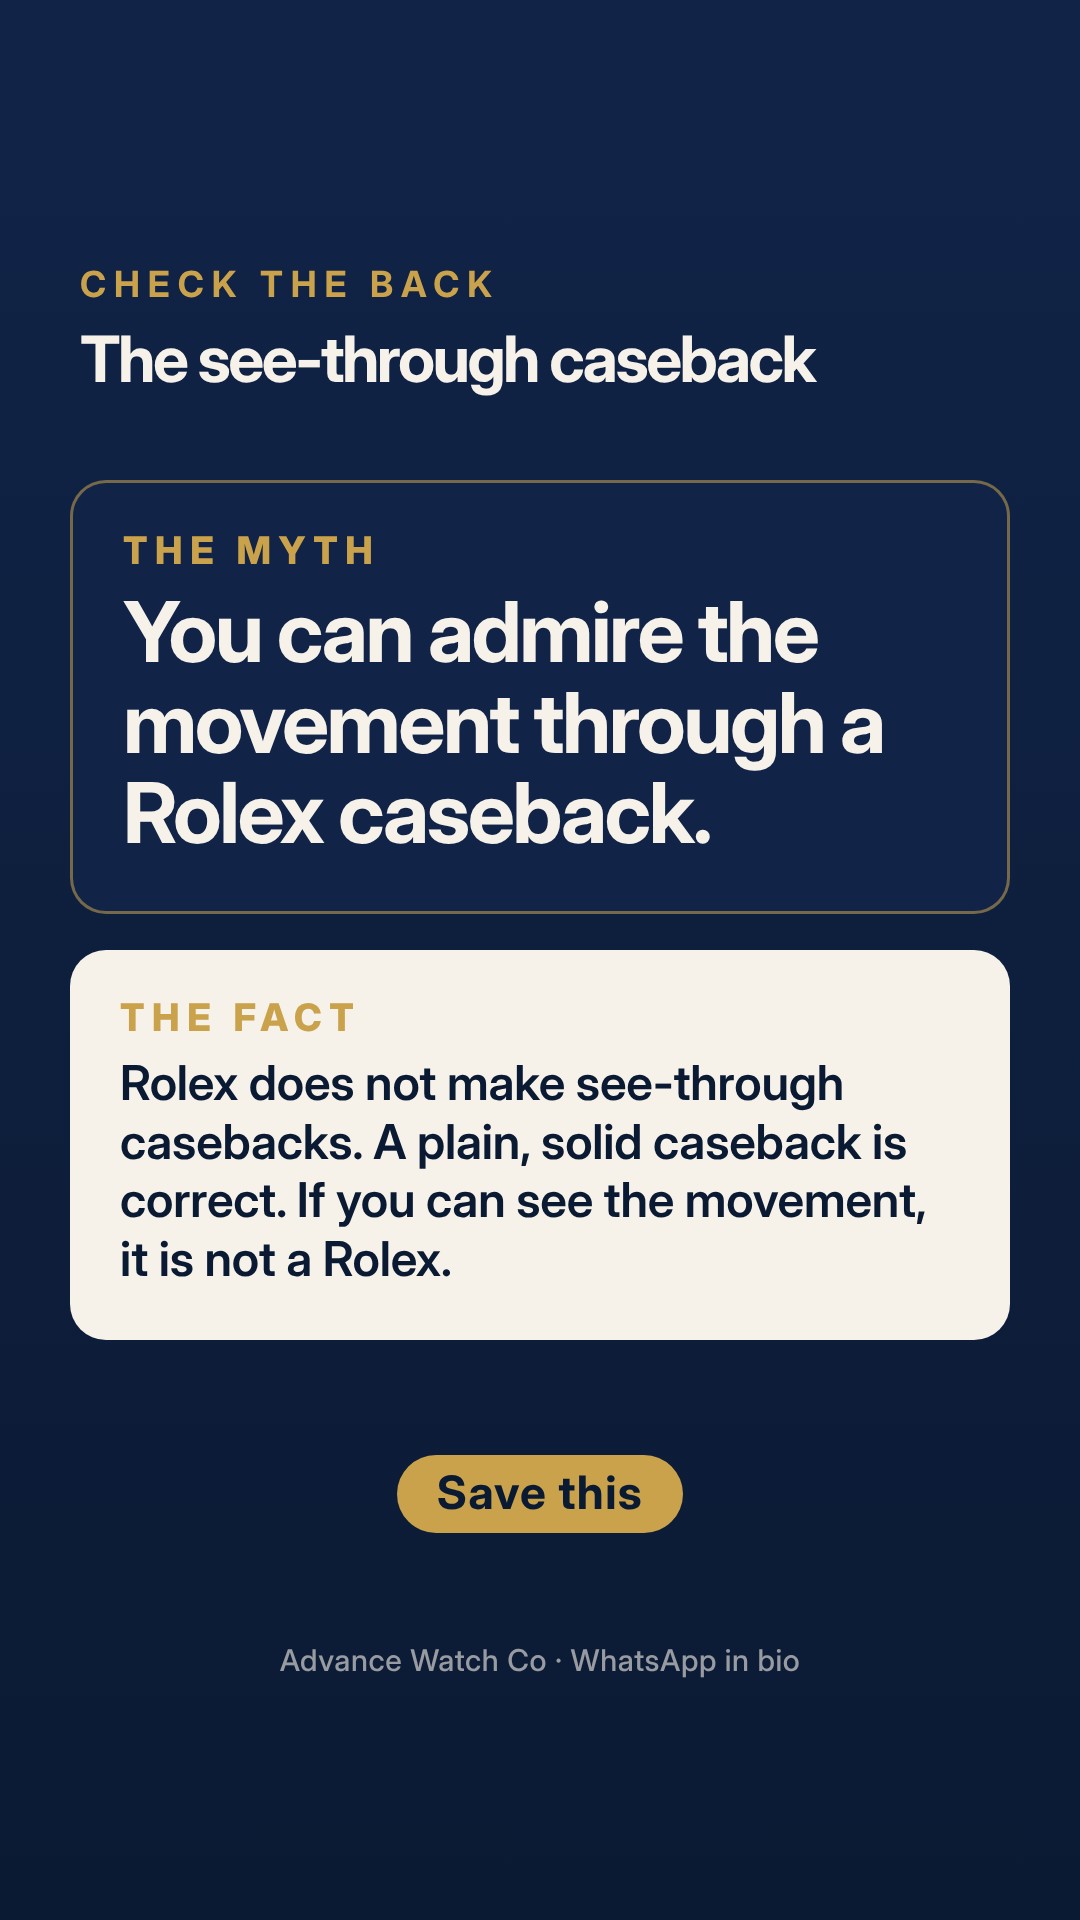 CHECK THE BACK
The see-through caseback
THE MYTH
You can admire the
movement through a
Rolex caseback.
THE FACT
Rolex does not make see-through
casebacks. A plain, solid caseback is
correct. If you can see the movement,
it is not a Rolex.
Save this
Advance Watch Co · WhatsApp in bio